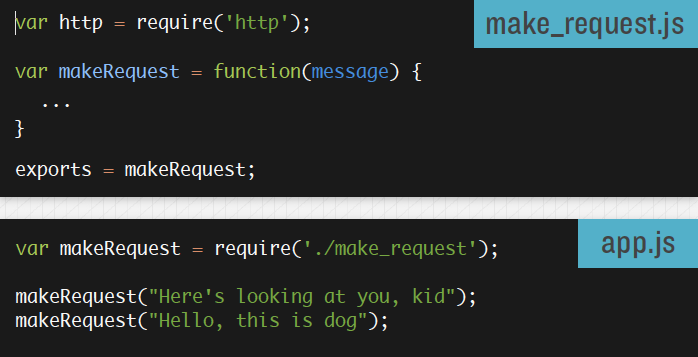 var http = require('http');
make_request.js
var makeRequest = function(message) {
...
}
exports = makeRequest;
var makeRequest = require('./make_request');
app.js
makeRequest("Here's looking at you, kid");
makeRequest("Hello, this is dog");